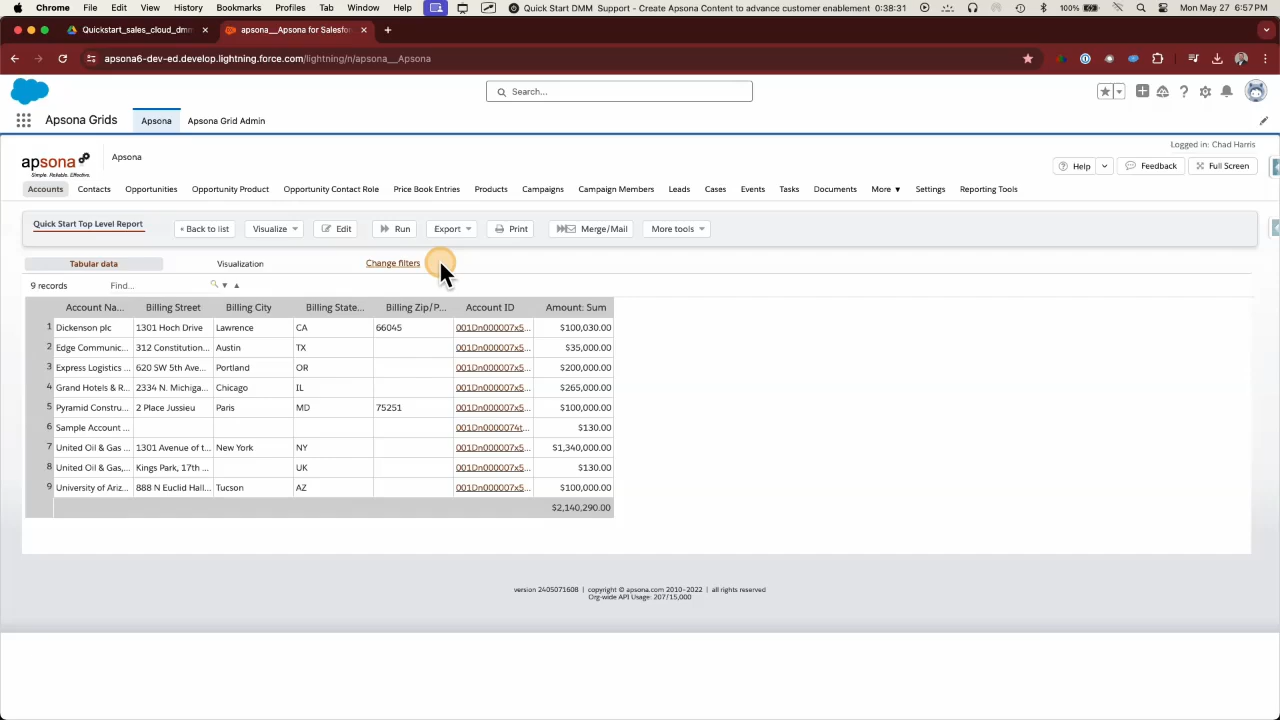 Chrome File Edit View History Bookmarks Profiles Tab Window Help Quick Start DMM Support - Create Apsona Content to advance customer enablement 0:38:31 100% Mon May 27 6:57 PM
Quickstart_sales_cloud_dmm apsona__Apsona for Salesfo
apsona6-dev-ed.develop.lightning.force.com/lightning/n/apsona__Apsona
Search...
Apsona Grids Apsona Apsona Grid Admin
Logged in: Chad Harris
apsona Apsona
Simple. Reliable. Effective.
Help Feedback Full Screen
Accounts Contacts Opportunities Opportunity Product Opportunity Contact Role Price Book Entries Products Campaigns Campaign Members Leads Cases Events Tasks Documents More ▼ Settings Reporting Tools
Quick Start Top Level Report « Back to list Visualize Edit Run Export Print Merge/Mail More tools
Tabular data Visualization Change filters
9 records Find...
Account Na... Billing Street Billing City Billing State... Billing Zip/P... Account ID Amount: Sum
1 Dickenson plc 1301 Hoch Drive Lawrence CA 66045 001Dn000007x5... $100,030.00
2 Edge Communic... 312 Constitution... Austin TX 001Dn000007x5... $35,000.00
3 Express Logistics ... 620 SW 5th Ave... Portland OR 001Dn000007x5... $200,000.00
4 Grand Hotels & R... 2334 N. Michiga... Chicago IL 001Dn000007x5... $265,000.00
5 Pyramid Constru... 2 Place Jussieu Paris MD 75251 001Dn000007x5... $100,000.00
6 Sample Account ... 001Dn0000074t... $130.00
7 United Oil & Gas ... 1301 Avenue of t... New York NY 001Dn000007x5... $1,340,000.00
8 United Oil & Gas,... Kings Park, 17th ... UK 001Dn000007x5... $130.00
9 University of Ariz... 888 N Euclid Hall... Tucson AZ 001Dn000007x5... $100,000.00
$2,140,290.00
version 2405071608 | copyright © apsona.com 2010-2022 | all rights reserved
Org-wide API Usage: 207/15,000